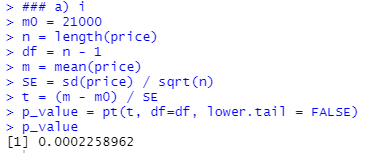 > ### a) i
> m0 = 21000
> n = length(price)
> df = n - 1
> m = mean(price)
> SE = sd(price) / sqrt(n)
> t = (m - m0) / SE
> p_value = pt(t, df=df, lower.tail = FALSE)
> p_value
[1] 0.0002258962